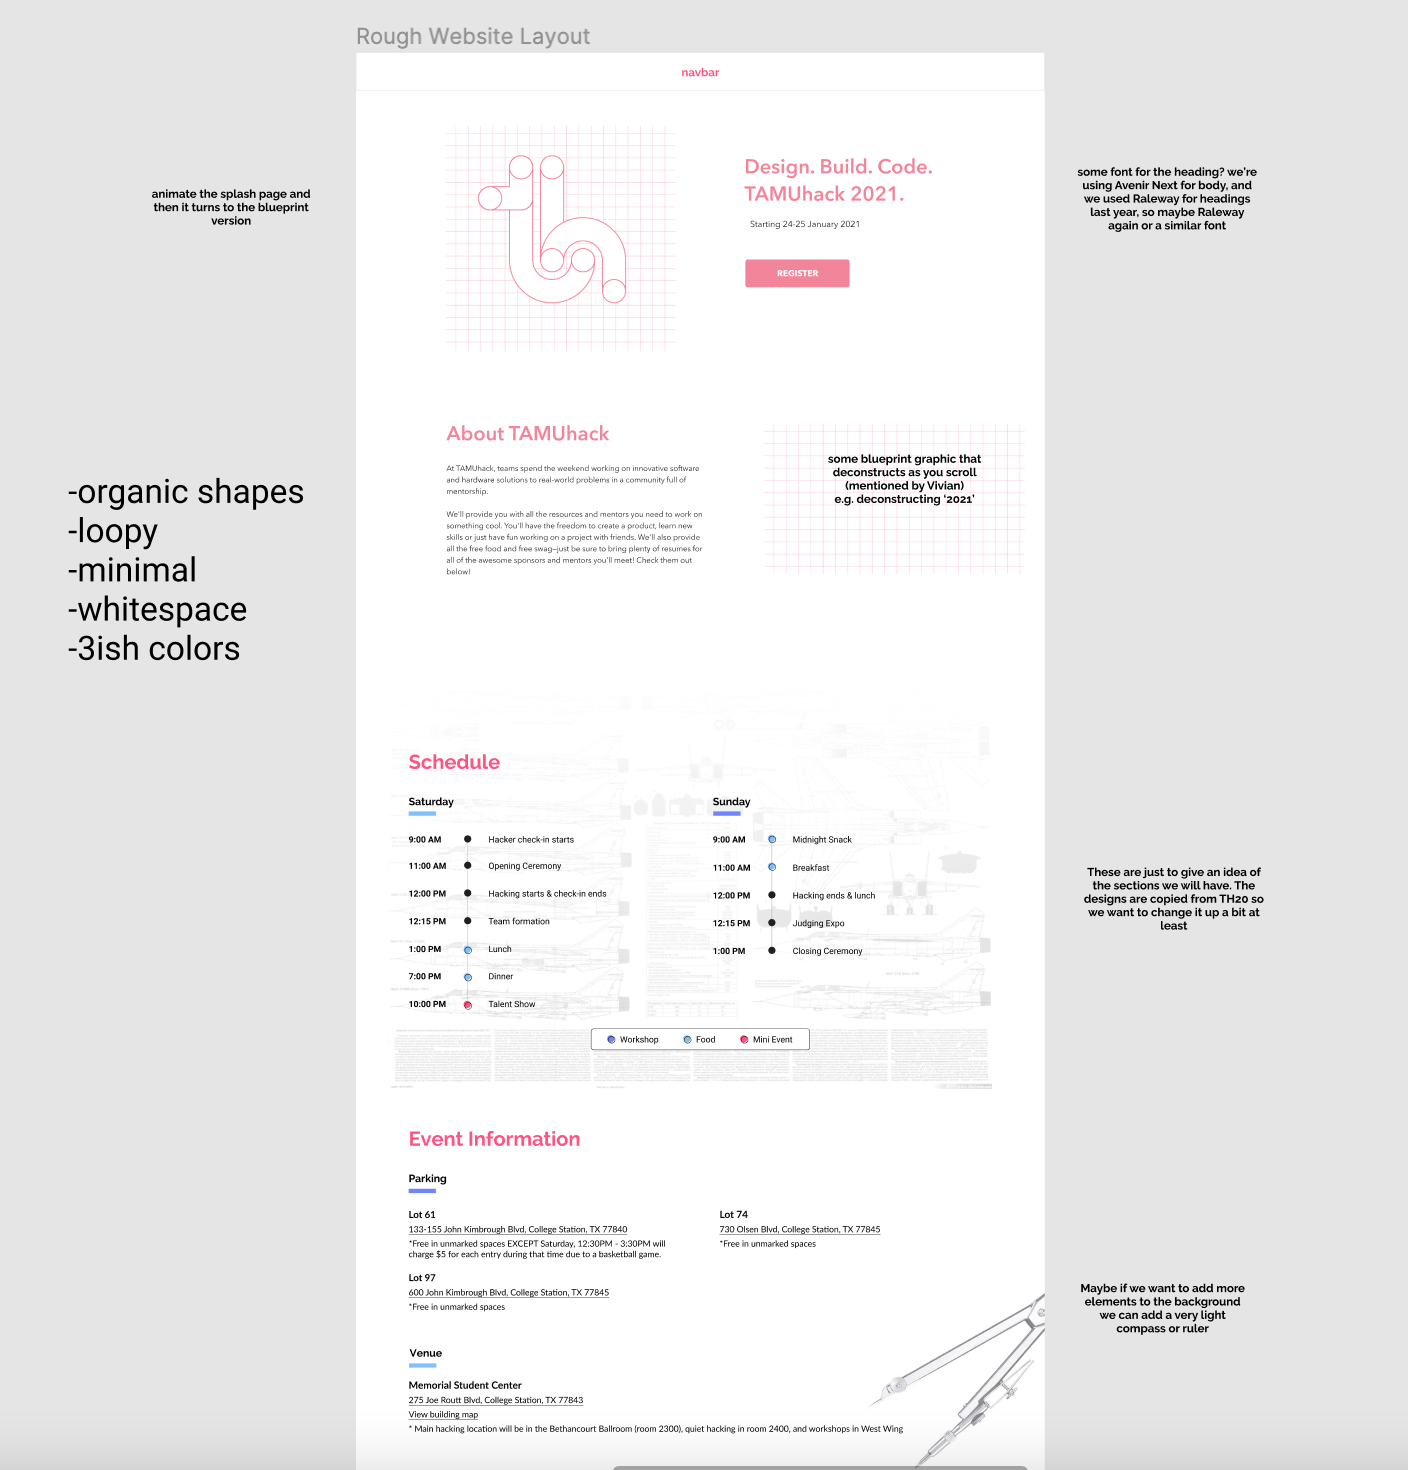 Rough Website Layout
navbar
animate the splash page and
then it turns to the blueprint
version
Design. Build. Code.
TAMUhack 2021.
Starting 24-25 January 2021
REGISTER
some font for the heading? we're
using Avenir Next for body, and
we used Raleway for headings
last year, so maybe Raleway
again or a similar font
-organic shapes
-loopy
-minimal
-whitespace
-3ish colors
About TAMUhack
At TAMUhack, teams spend the weekend working on innovative software
and hardware solutions to real-world problems in a community full of
mentorship.
We'll provide you with all the resources and mentors you need to work on
something cool. You'll have the freedom to create a product, learn new
skills or just have fun working on a project with friends. We'll also provide
all the free food and free swag—just be sure to bring plenty of resumes for
all of the awesome sponsors and mentors you'll meet! Check them out
below!
some blueprint graphic that
deconstructs as you scroll
(mentioned by Vivian)
e.g. deconstructing '2021'
Schedule
Saturday
9:00 AM Hacker check-in starts
11:00 AM Opening Ceremony
12:00 PM Hacking starts & check-in ends
12:15 PM Team formation
1:00 PM Lunch
7:00 PM Dinner
10:00 PM Talent Show
Sunday
9:00 AM Midnight Snack
11:00 AM Breakfast
12:00 PM Hacking ends & lunch
12:15 PM Judging Expo
1:00 PM Closing Ceremony
Workshop Food Mini Event
These are just to give an idea of
the sections we will have. The
designs are copied from TH20 so
we want to change it up a bit at
least
Event Information
Parking
Lot 61
133-155 John Kimbrough Blvd, College Station, TX 77840
*Free in unmarked spaces EXCEPT Saturday, 12:30PM - 3:30PM will
charge $5 for each entry during that time due to a basketball game.
Lot 74
730 Olsen Blvd, College Station, TX 77845
*Free in unmarked spaces
Lot 97
600 John Kimbrough Blvd, College Station, TX 77845
*Free in unmarked spaces
Maybe if we want to add more
elements to the background
we can add a very light
compass or ruler
Venue
Memorial Student Center
275 Joe Routt Blvd, College Station, TX 77843
View building map
* Main hacking location will be in the Bethancourt Ballroom (room 2300), quiet hacking in room 2400, and workshops in West Wing